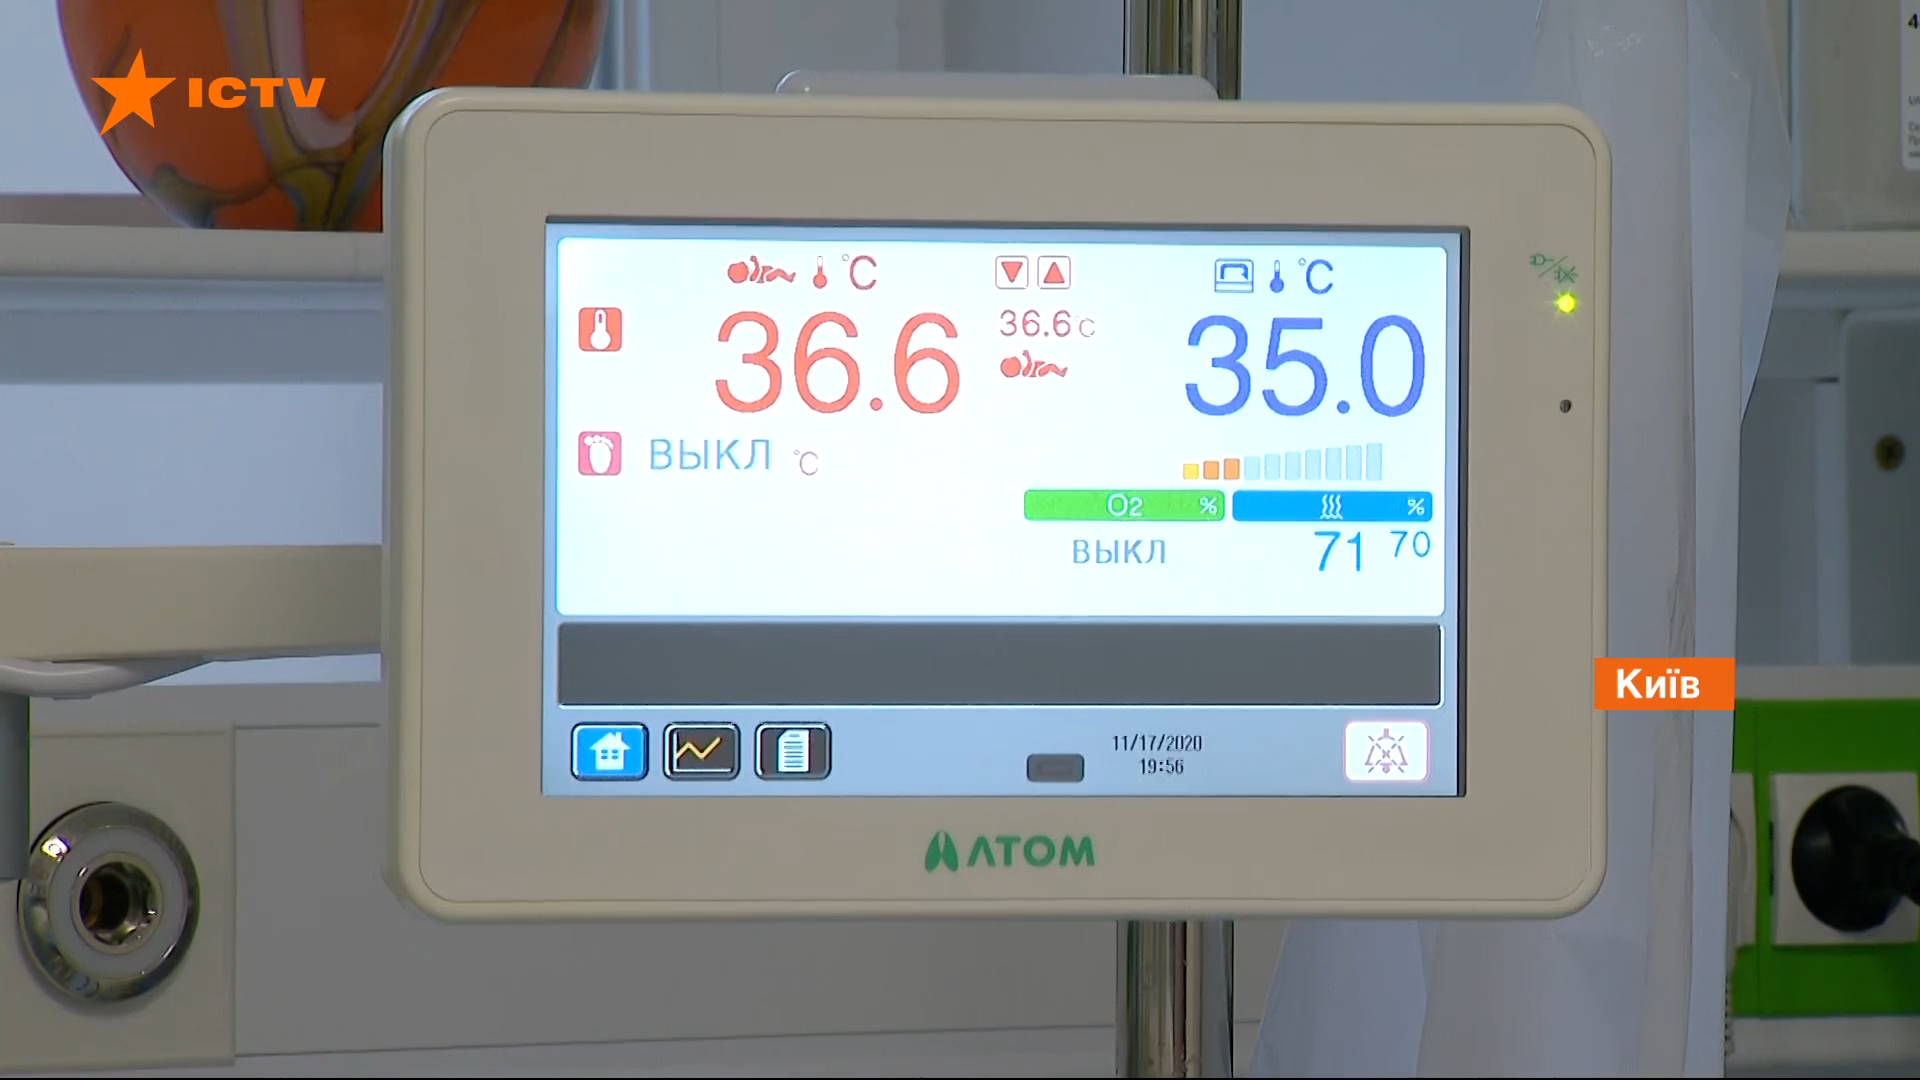 ICTV
°C
°C
36.6
36.6°C
35.0
ВЫКЛ °C
O2 %
%
ВЫКЛ
71 70
Київ
11/17/2020
19:56
ATOM